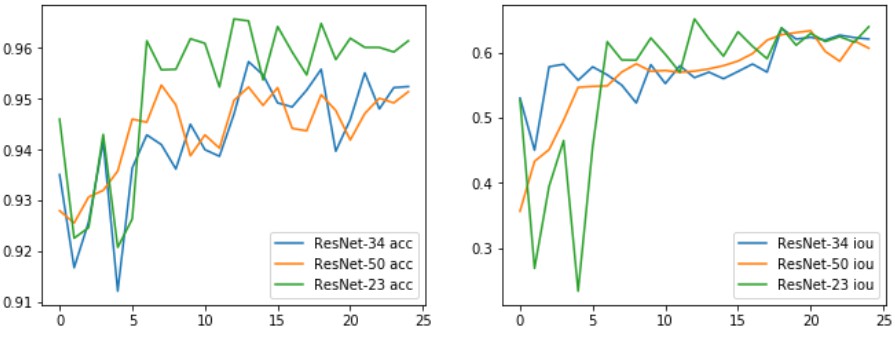 0.96
0.95
0.94
0.93
0.92
0.91
0 5 10 15 20 25
ResNet-34 acc
ResNet-50 acc
ResNet-23 acc
0.6
0.5
0.4
0.3
0 5 10 15 20 25
ResNet-34 iou
ResNet-50 iou
ResNet-23 iou